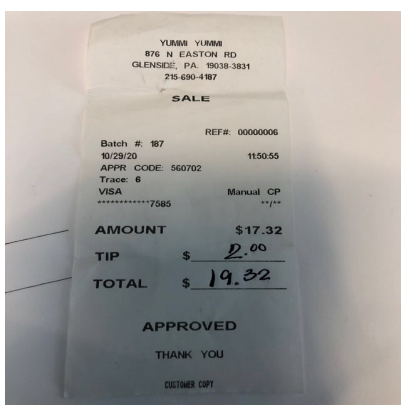 YUMMI YUMMI
876 N EASTON RD
GLENSIDE, PA. 19038-3831
215-690-4187
SALE
REF#: 00000006
Batch #: 187
10/29/20 11:50:55
APPR CODE: 560702
Trace: 6
VISA Manual CP
************7585 **/**
AMOUNT $17.32
TIP $ 2.00
TOTAL $ 19.32
APPROVED
THANK YOU
CUSTOMER COPY